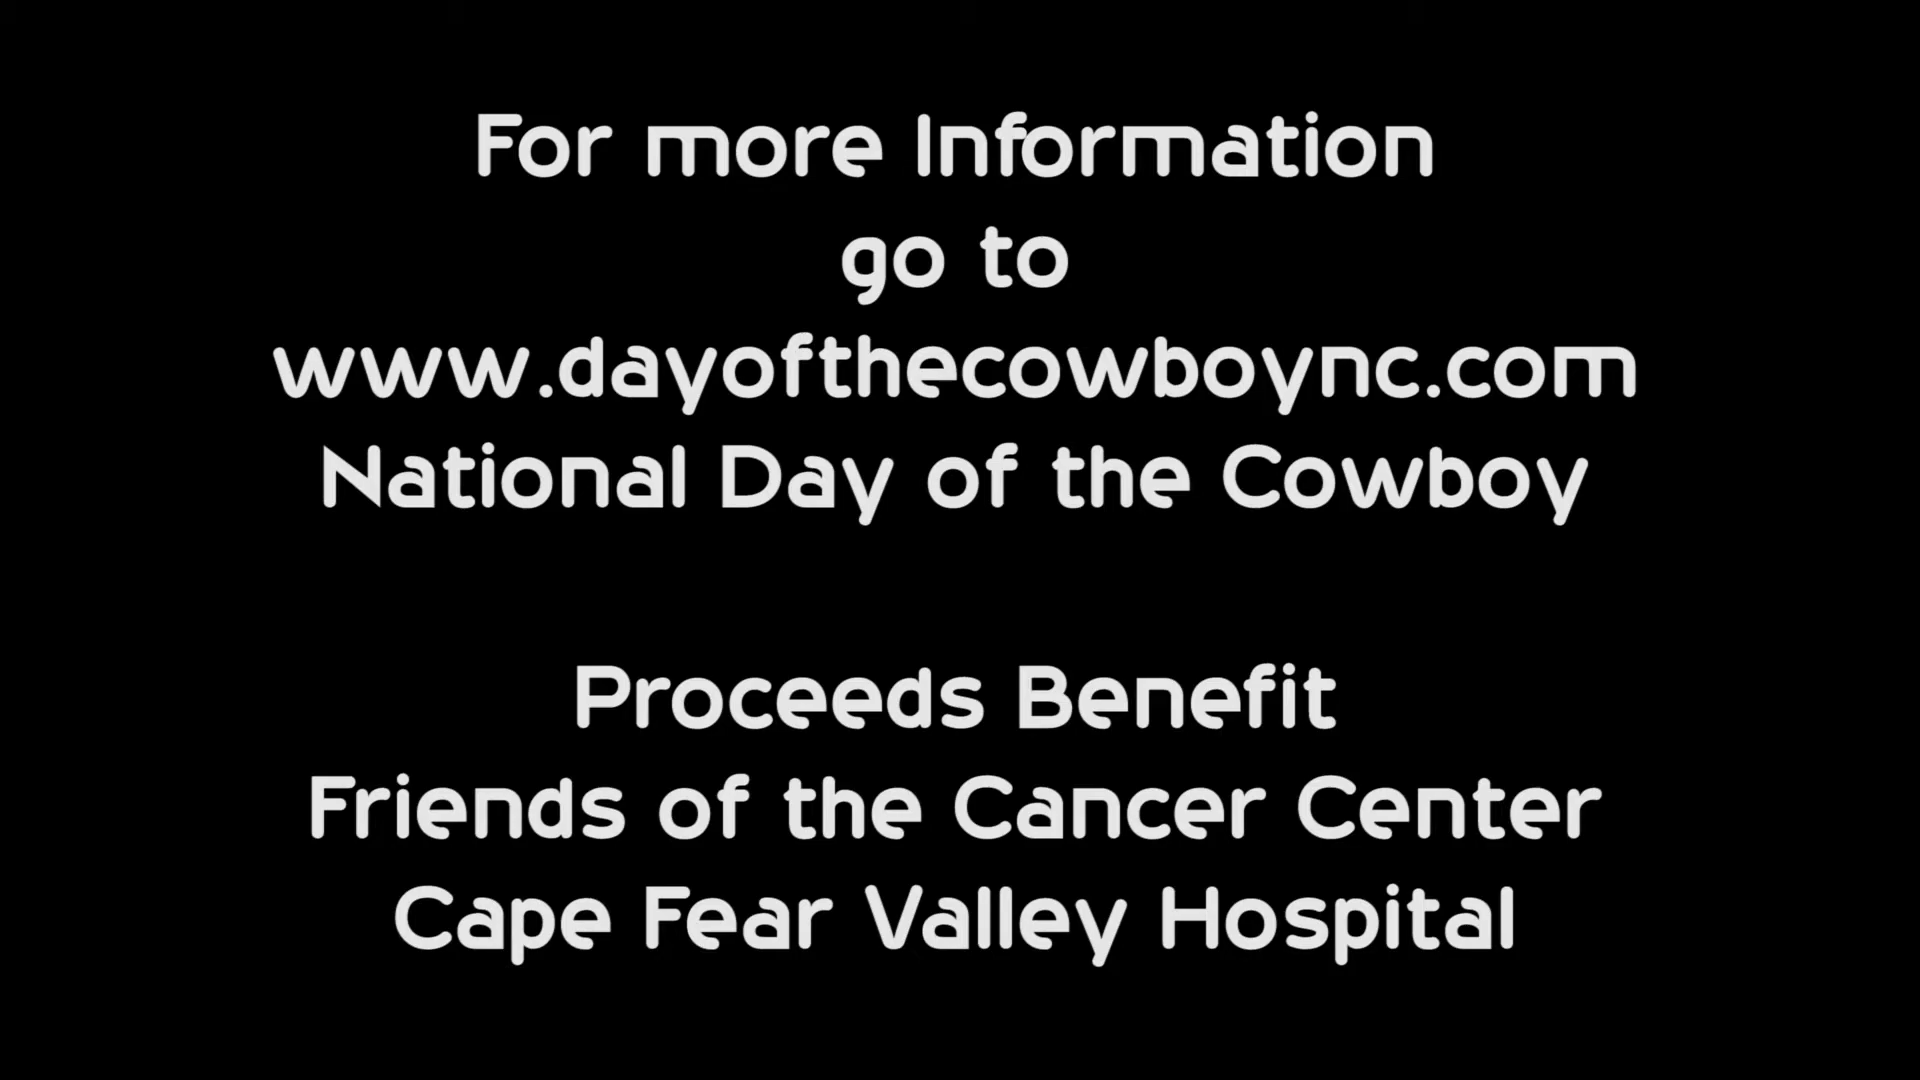 For more Information
go to
www.dayofthecowboync.com
National Day of the Cowboy
Proceeds Benefit
Friends of the Cancer Center
Cape Fear Valley Hospital